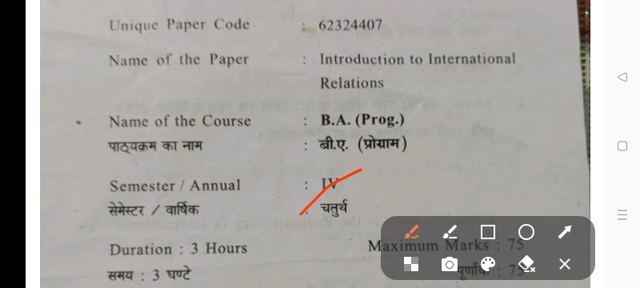 Unique Paper Code : 62324407
Name of the Paper : Introduction to International
Relations
Name of the Course : B.A. (Prog.)
पाठ्यक्रम का नाम : बी.ए. (प्रोग्राम)
Semester / Annual : IV
सेमेस्टर / वार्षिक : चतुर्थ
Duration : 3 Hours Maximum Marks : 75
समय : 3 घण्टे